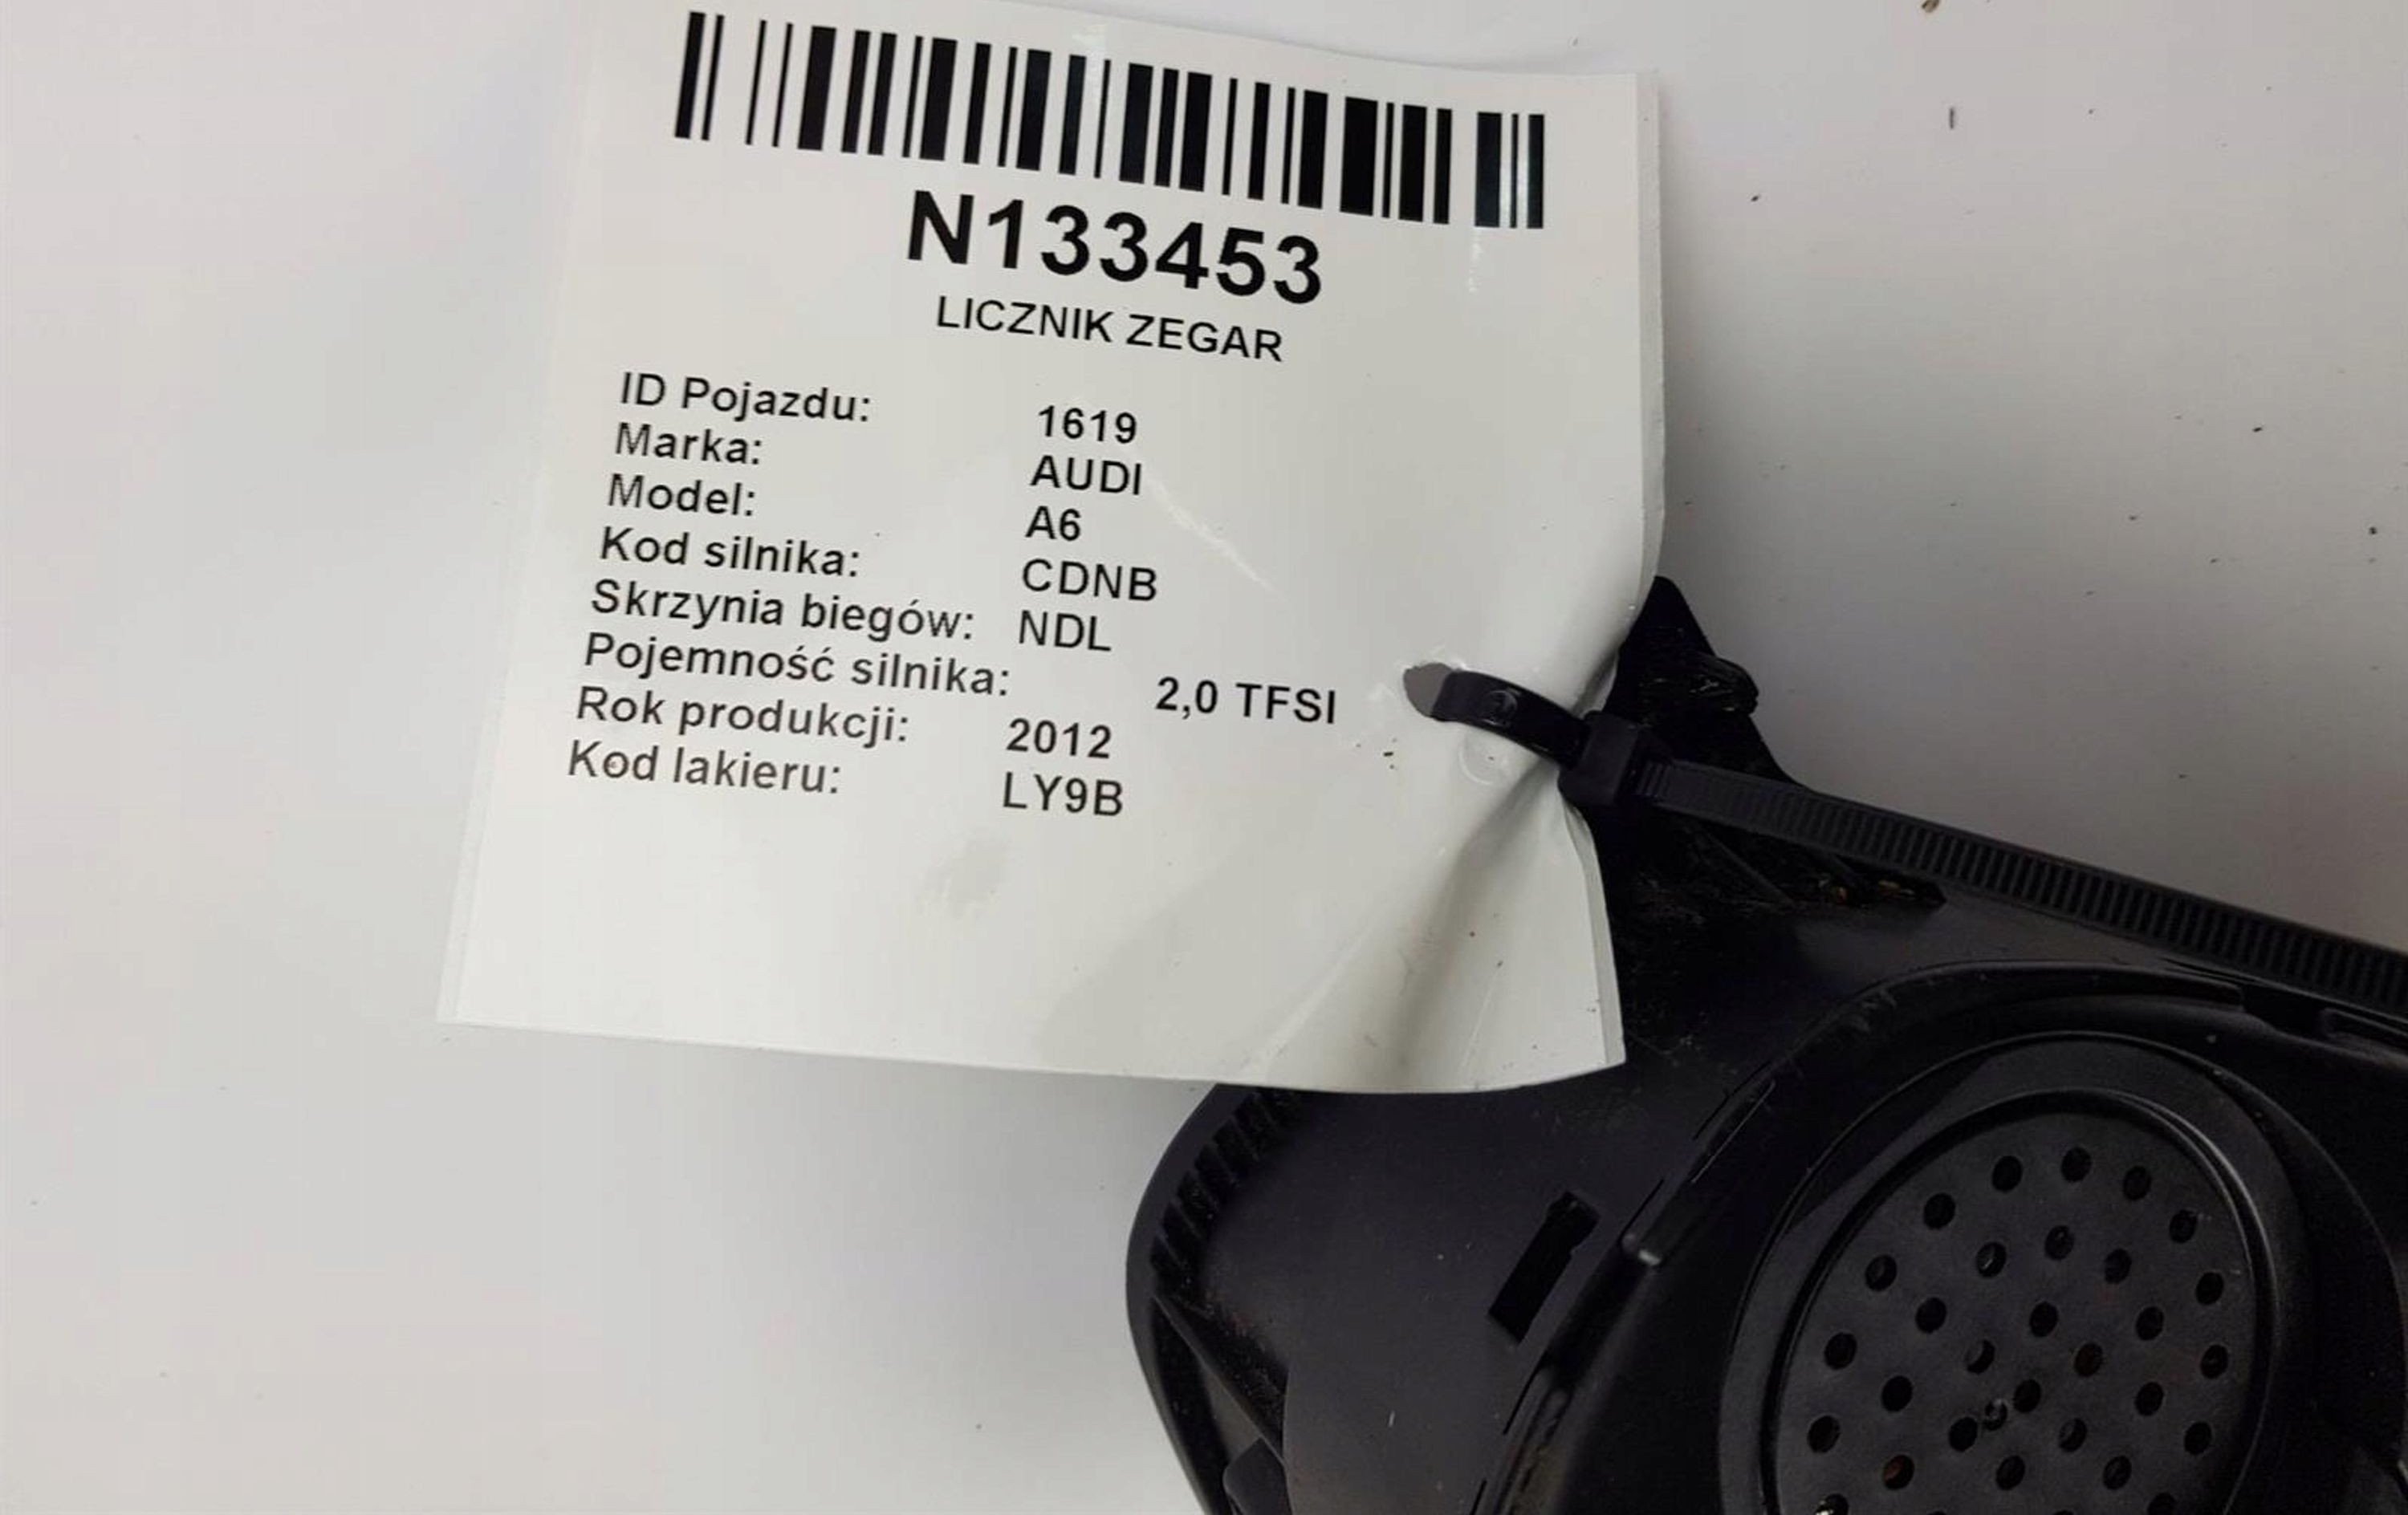 N133453
LICZNIK ZEGAR
ID Pojazdu: 1619
Marka: AUDI
Model: A6
Kod silnika: CDNB
Skrzynia biegów: NDL
Pojemność silnika: 2,0 TFSI
Rok produkcji: 2012
Kod lakieru: LY9B